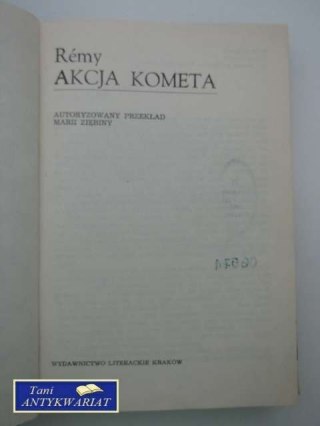 Rémy
AKCJA KOMETA
AUTORYZOWANY PRZEKŁAD
MARII ZIĘBINY
WYDAWNICTWO LITERACKIE KRAKÓW
Tani
ANTYKWARIAT